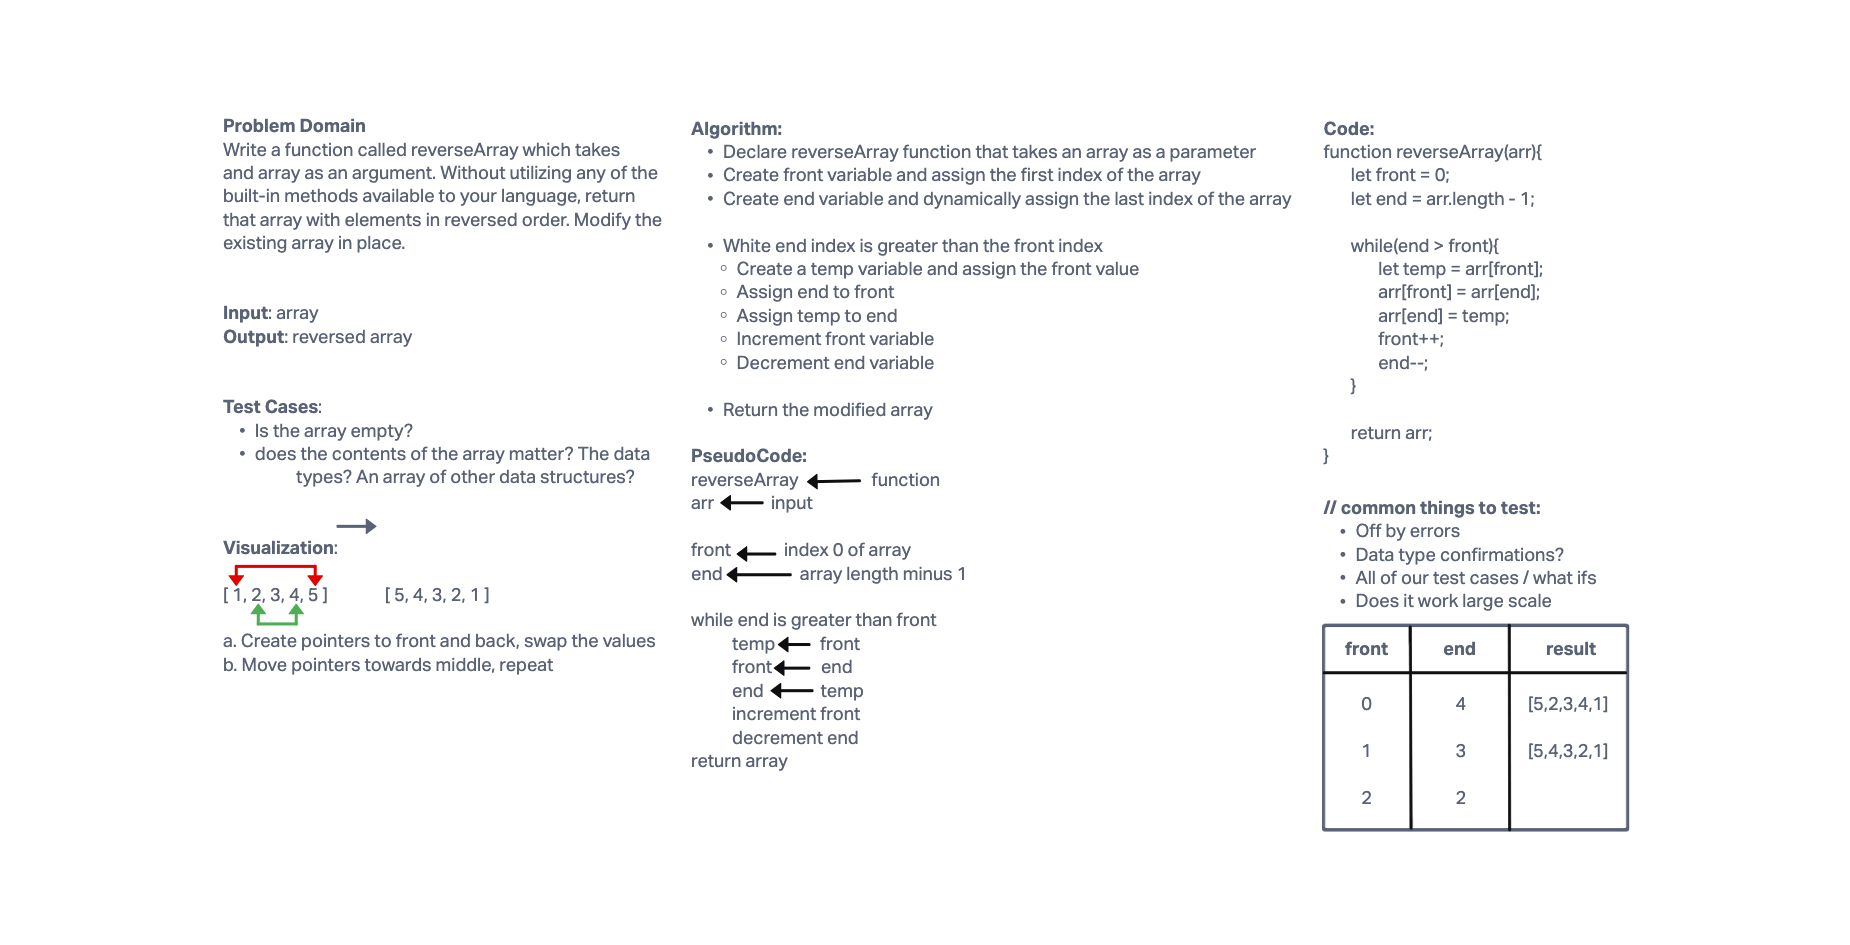 Problem Domain
Write a function called reverseArray which takes
and array as an argument. Without utilizing any of the
built-in methods available to your language, return
that array with elements in reversed order. Modify the
existing array in place.
Input: array
Output: reversed array
Test Cases:
• Is the array empty?
• does the contents of the array matter? The data
types? An array of other data structures?
Visualization:
[ 1, 2, 3, 4, 5 ] [ 5, 4, 3, 2, 1 ]
a. Create pointers to front and back, swap the values
b. Move pointers towards middle, repeat
Algorithm:
• Declare reverseArray function that takes an array as a parameter
• Create front variable and assign the first index of the array
• Create end variable and dynamically assign the last index of the array
• White end index is greater than the front index
◦ Create a temp variable and assign the front value
◦ Assign end to front
◦ Assign temp to end
◦ Increment front variable
◦ Decrement end variable
• Return the modified array
PseudoCode:
reverseArray function
arr input
front index 0 of array
end array length minus 1
while end is greater than front
temp front
front end
end temp
increment front
decrement end
return array
Code:
function reverseArray(arr){
let front = 0;
let end = arr.length - 1;
while(end > front){
let temp = arr[front];
arr[front] = arr[end];
arr[end] = temp;
front++;
end--;
}
return arr;
}
// common things to test:
• Off by errors
• Data type confirmations?
• All of our test cases / what ifs
• Does it work large scale
front end result
0 4 [5,2,3,4,1]
1 3 [5,4,3,2,1]
2 2